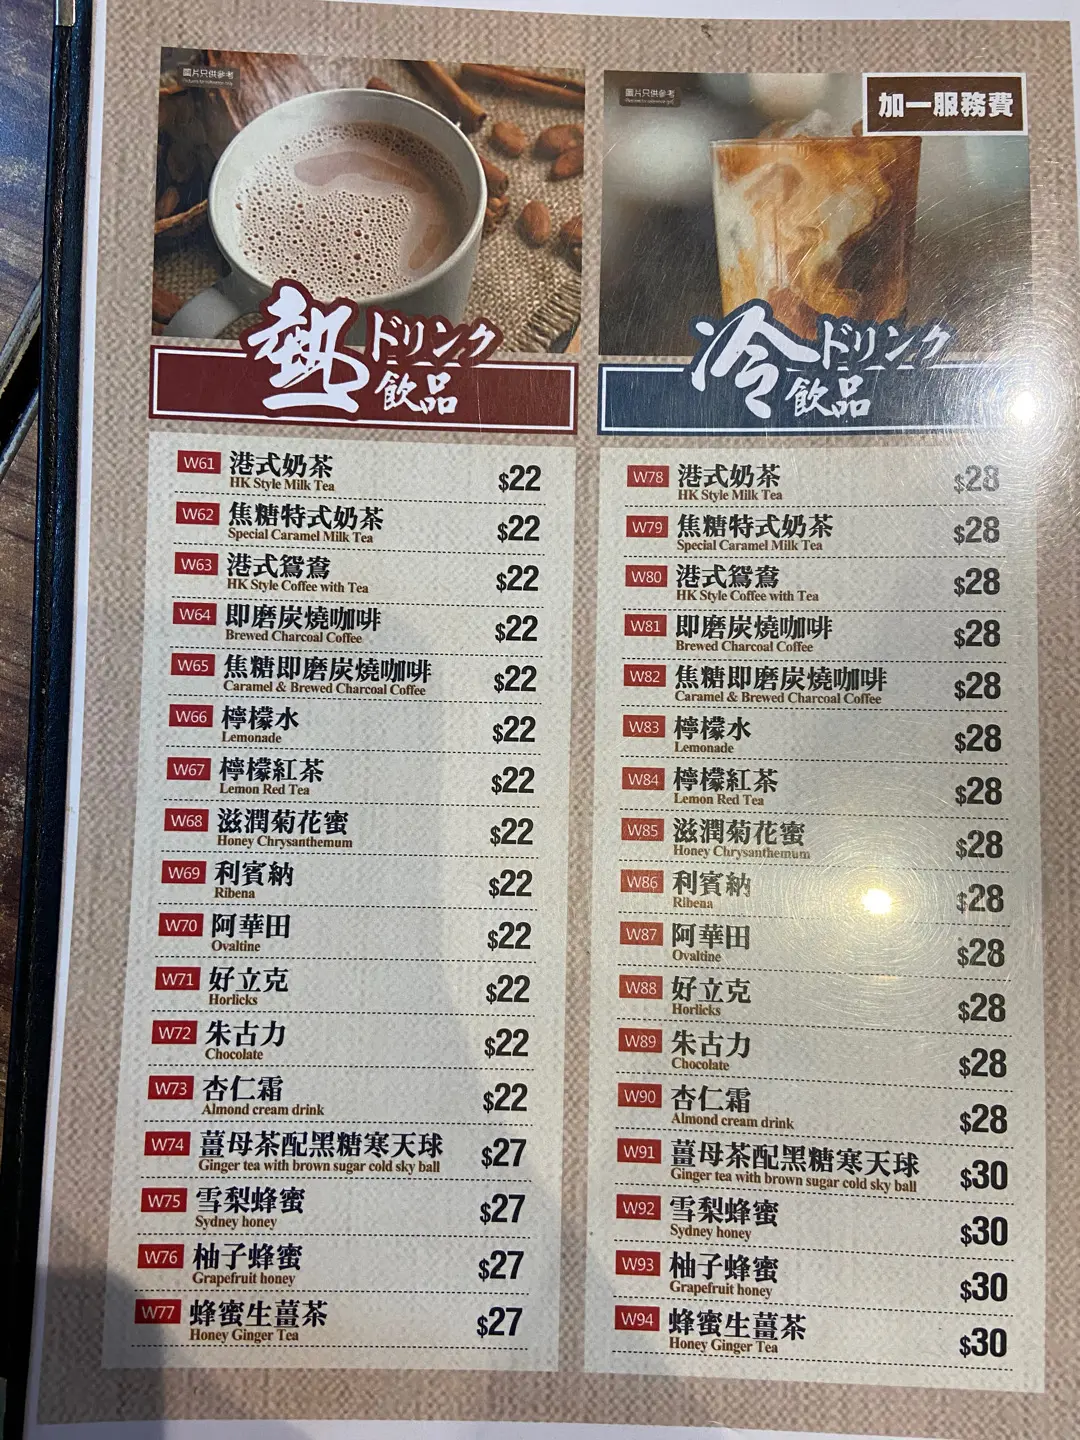 圖片只供參考
圖片只供參考
加一服務費
熱ドリンク
飲品
W61 港式奶茶 $22
HK Style Milk Tea
W62 焦糖特式奶茶 $22
Special Caramel Milk Tea
W63 港式鴛鴦 $22
HK Style Coffee with Tea
W64 即磨炭燒咖啡 $22
Brewed Charcoal Coffee
W65 焦糖即磨炭燒咖啡 $22
Caramel & Brewed Charcoal Coffee
W66 檸檬水 $22
Lemonade
W67 檸檬紅茶 $22
Lemon Red Tea
W68 滋潤菊花蜜 $22
Honey Chrysanthemum
W69 利賓納 $22
Ribena
W70 阿華田 $22
Ovaltine
W71 好立克 $22
Horlicks
W72 朱古力 $22
Chocolate
W73 杏仁霜 $22
Almond cream drink
W74 薑母茶配黑糖寒天球 $27
Ginger tea with brown sugar cold sky ball
W75 雪梨蜂蜜 $27
Sydney honey
W76 柚子蜂蜜 $27
Grapefruit honey
W77 蜂蜜生薑茶 $27
Honey Ginger Tea
冷ドリンク
飲品
W78 港式奶茶 $28
HK Style Milk Tea
W79 焦糖特式奶茶 $28
Special Caramel Milk Tea
W80 港式鴛鴦 $28
HK Style Coffee with Tea
W81 即磨炭燒咖啡 $28
Brewed Charcoal Coffee
W82 焦糖即磨炭燒咖啡 $28
Caramel & Brewed Charcoal Coffee
W83 檸檬水 $28
Lemonade
W84 檸檬紅茶 $28
Lemon Red Tea
W85 滋潤菊花蜜 $28
Honey Chrysanthemum
W86 利賓納 $28
Ribena
W87 阿華田 $28
Ovaltine
W88 好立克 $28
Horlicks
W89 朱古力 $28
Chocolate
W90 杏仁霜 $28
Almond cream drink
W91 薑母茶配黑糖寒天球 $30
Ginger tea with brown sugar cold sky ball
W92 雪梨蜂蜜 $30
Sydney honey
W93 柚子蜂蜜 $30
Grapefruit honey
W94 蜂蜜生薑茶 $30
Honey Ginger Tea